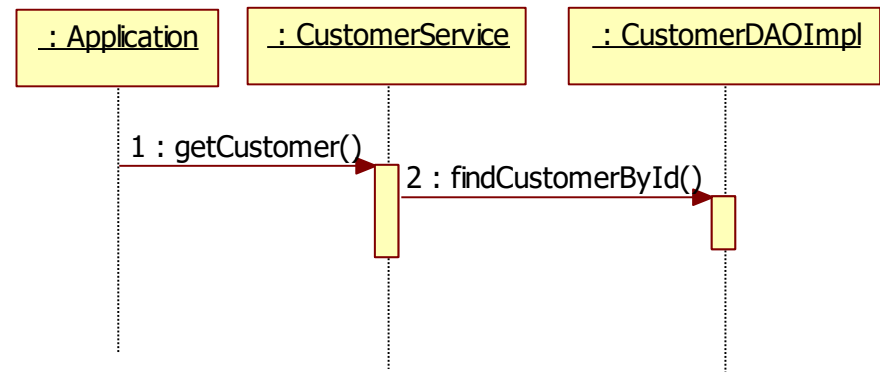 : Application
: CustomerService
: CustomerDAOImpl
1 : getCustomer()
2 : findCustomerById()